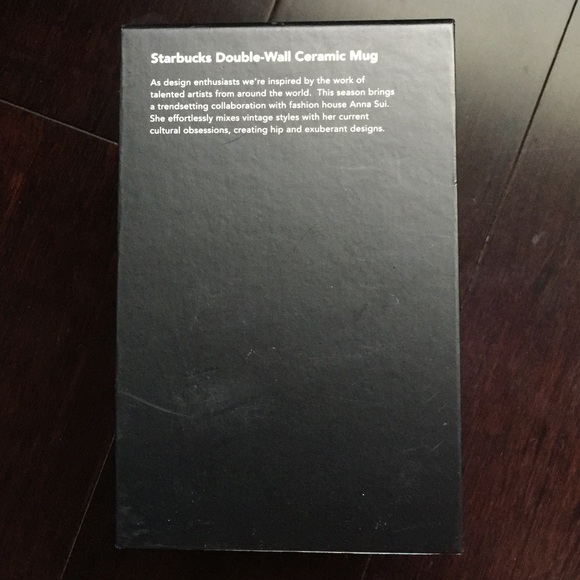 Starbucks Double-Wall Ceramic Mug
As design enthusiasts we're inspired by the work of
talented artists from around the world.  This season brings
a trendsetting collaboration with fashion house Anna Sui.
She effortlessly mixes vintage styles with her current
cultural obsessions, creating hip and exuberant designs.